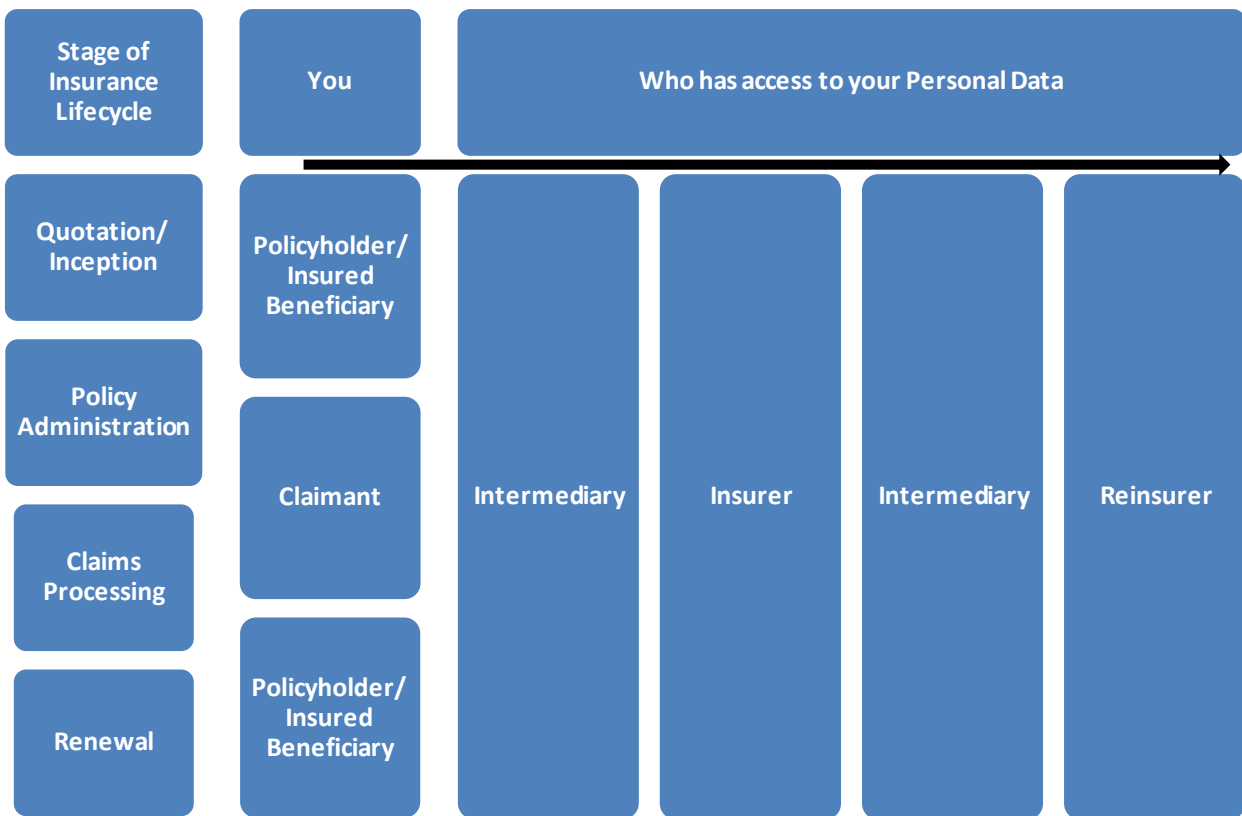 Stage of
Insurance
Lifecycle
You
Who has access to your Personal Data
Quotation/
Inception
Policy
Administration
Claims
Processing
Renewal
Policyholder/
Insured
Beneficiary
Claimant
Policyholder/
Insured
Beneficiary
Intermediary
Insurer
Intermediary
Reinsurer